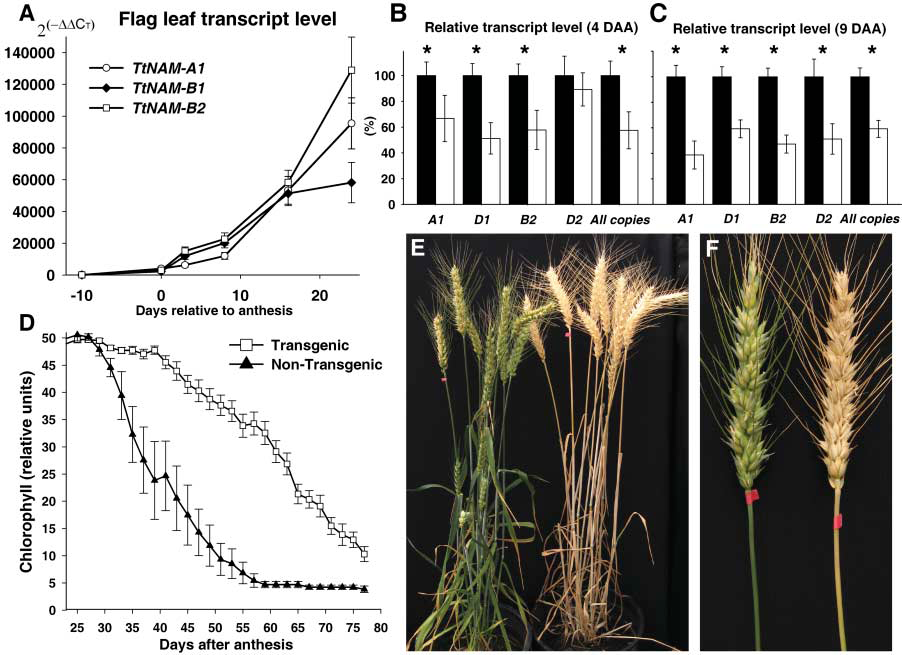 A
Flag leaf transcript level
2(−ΔΔCT)
140000
120000
100000
80000
60000
40000
20000
0
TtNAM-A1
TtNAM-B1
TtNAM-B2
-10 0 10 20
Days relative to anthesis
B
Relative transcript level (4 DAA)
* * * *
100
80
60
40
20
0
(%)
A1 D1 B2 D2 All copies
C
Relative transcript level (9 DAA)
* * * * *
A1 D1 B2 D2 All copies
D
50
45
40
35
30
25
20
15
10
5
0
Chlorophyll (relative units)
Transgenic
Non-Transgenic
25 30 35 40 45 50 55 60 65 70 75 80
Days after anthesis
E
F